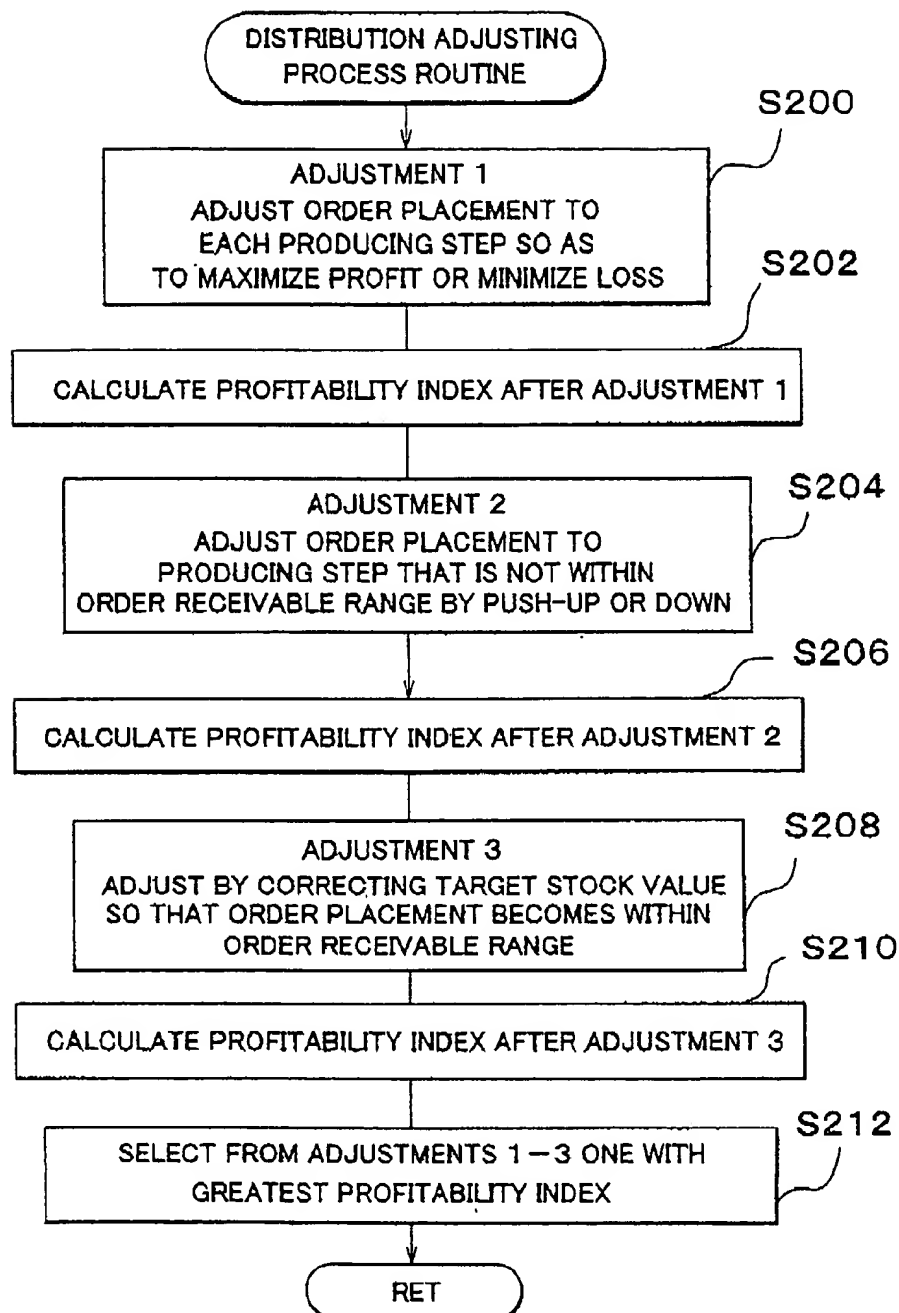 DISTRIBUTION ADJUSTING
PROCESS ROUTINE
S200
ADJUSTMENT 1
ADJUST ORDER PLACEMENT TO
EACH PRODUCING STEP SO AS
TO MAXIMIZE PROFIT OR MINIMIZE LOSS
S202
CALCULATE PROFITABILITY INDEX AFTER ADJUSTMENT 1
S204
ADJUSTMENT 2
ADJUST ORDER PLACEMENT TO
PRODUCING STEP THAT IS NOT WITHIN
ORDER RECEIVABLE RANGE BY PUSH-UP OR DOWN
S206
CALCULATE PROFITABILITY INDEX AFTER ADJUSTMENT 2
S208
ADJUSTMENT 3
ADJUST BY CORRECTING TARGET STOCK VALUE
SO THAT ORDER PLACEMENT BECOMES WITHIN
ORDER RECEIVABLE RANGE
S210
CALCULATE PROFITABILITY INDEX AFTER ADJUSTMENT 3
S212
SELECT FROM ADJUSTMENTS 1-3 ONE WITH
GREATEST PROFITABILITY INDEX
RET